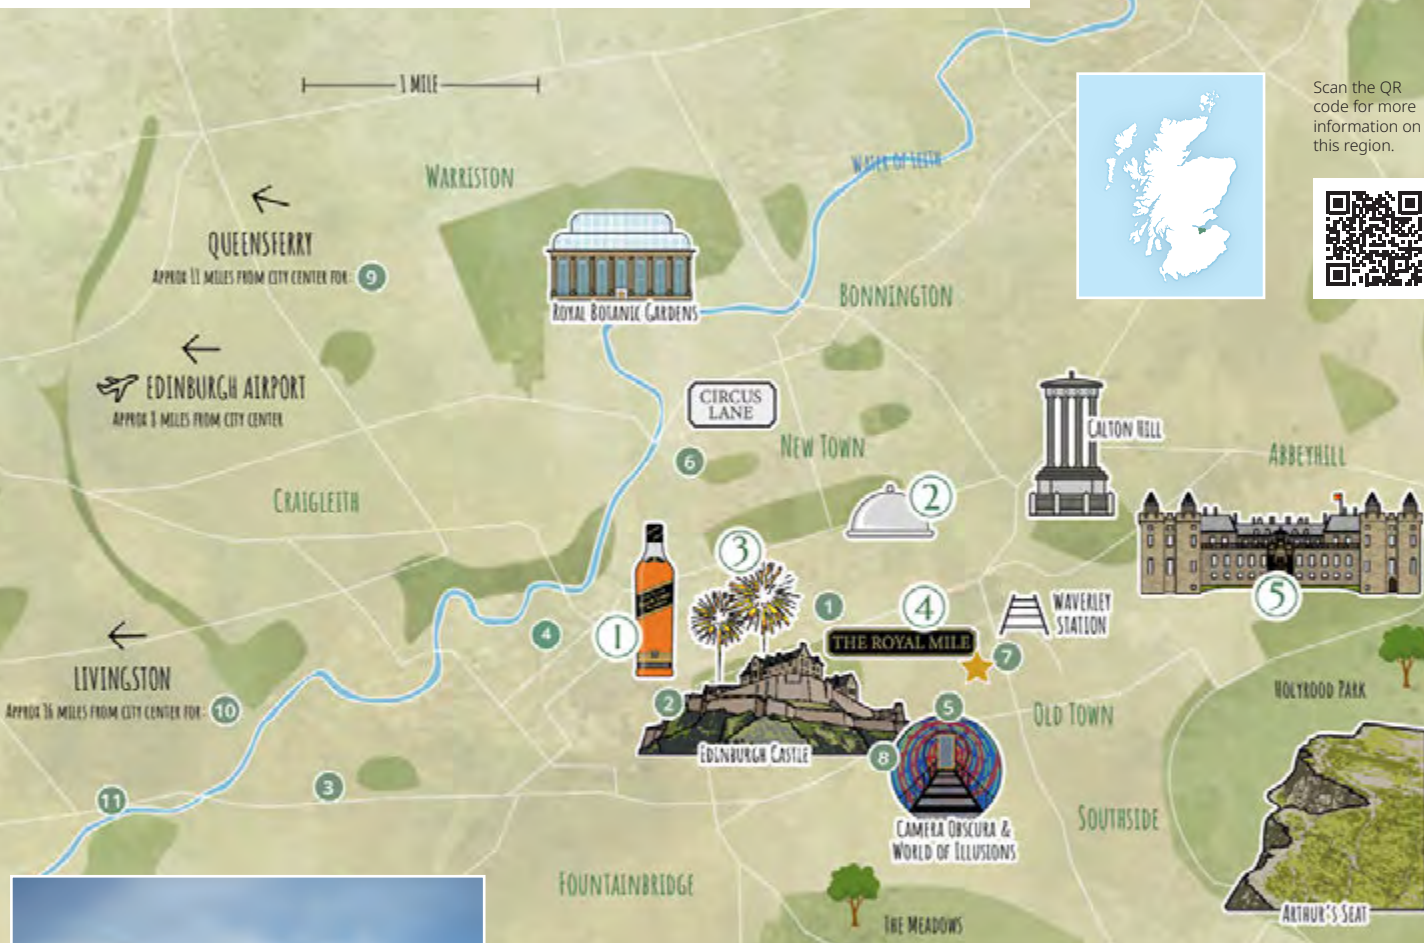 1 MILE
Scan the QR
code for more
information on
this region.
WATER OF LEITH
WARRISTON
QUEENSFERRY
APPROX 11 MILES FROM CITY CENTER FOR 9
ROYAL BOTANIC GARDENS
BONNINGTON
EDINBURGH AIRPORT
APPROX 8 MILES FROM CITY CENTER
CIRCUS
LANE
CALTON HILL
NEW TOWN
ABBEYHILL
6
CRAIGLEITH
2
3
5
1
4
WAVERLEY
STATION
4
1
THE ROYAL MILE
7
LIVINGSTON
APPROX 16 MILES FROM CITY CENTER FOR 10
HOLYROOD PARK
2
5
OLD TOWN
EDINBURGH CASTLE
8
3
11
CAMERA OBSCURA &
WORLD OF ILLUSIONS
SOUTHSIDE
FOUNTAINBRIDGE
THE MEADOWS
ARTHUR'S SEAT